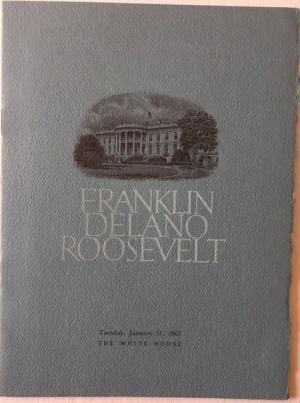 FRANKLIN
DELANO
ROOSEVELT
Tuesday, January 31, 1967
THE WHITE HOUSE